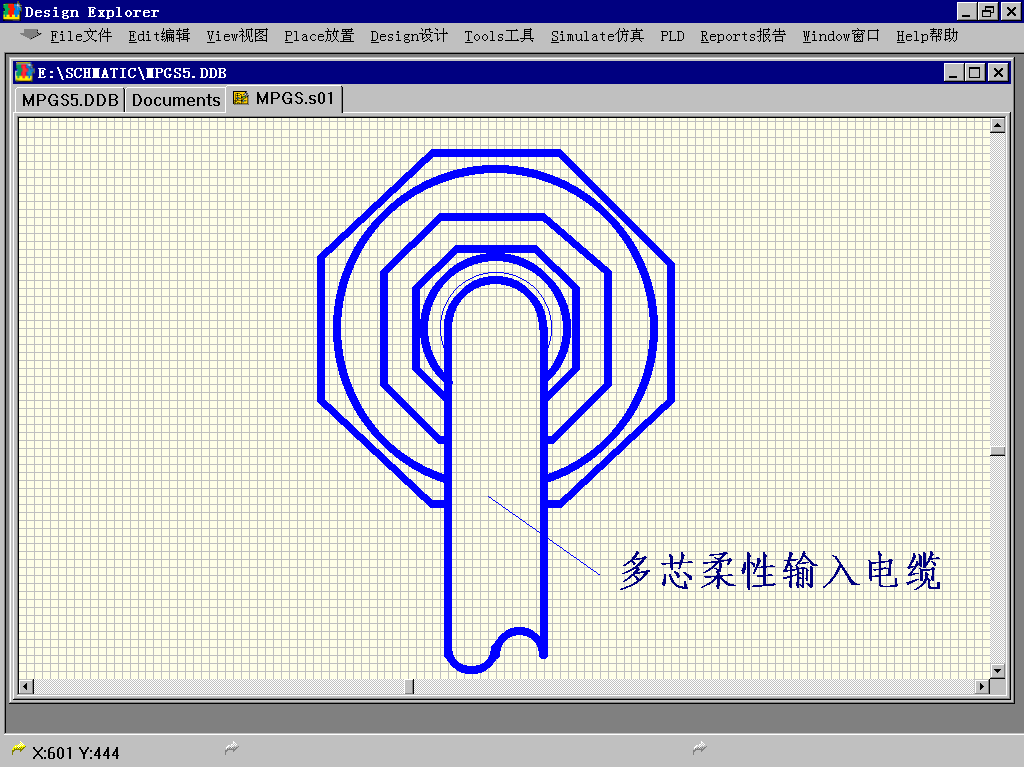 Design Explorer
File文件 Edit编辑 View视图 Place放置 Design设计 Tools工具 Simulate仿真 PLD Reports报告 Window窗口 Help帮助
E:\SCHMATIC\MPGS5.DDB
MPGS5.DDB Documents MPGS.s01
多芯柔性输入电缆
X:601 Y:444